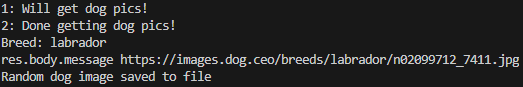 1: Will get dog pics!
2: Done getting dog pics!
Breed: labrador
res.body.message https://images.dog.ceo/breeds/labrador/n02099712_7411.jpg
Random dog image saved to file